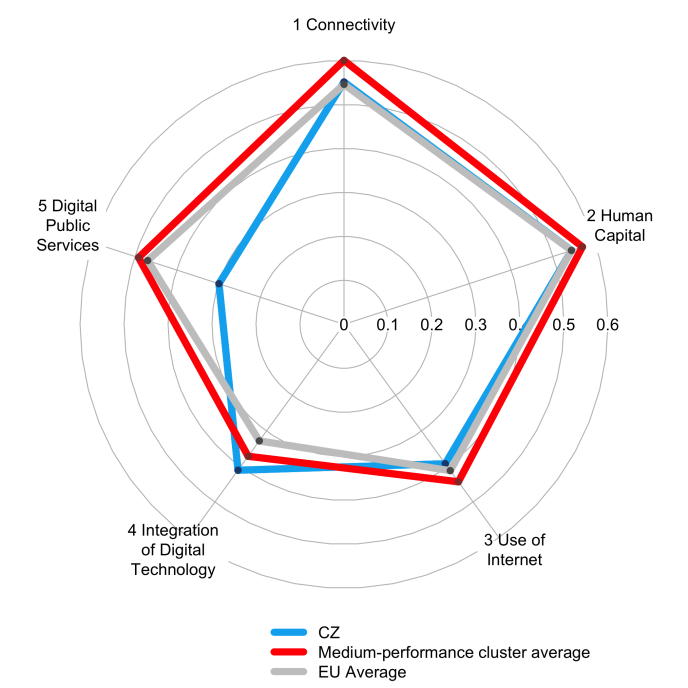 1 Connectivity
5 Digital
Public
Services
2 Human
Capital
0 0.1 0.2 0.3 0. 0.5 0.6
4 Integration
of Digital
Technology
3 Use of
Internet
CZ
Medium-performance cluster average
EU Average